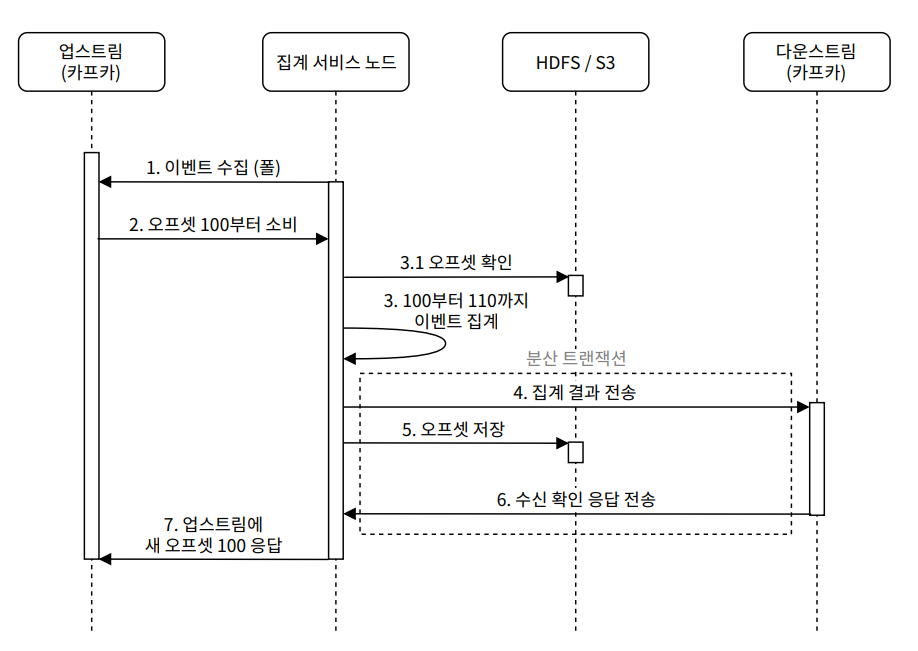 업스트림
(카프카)
집계 서비스 노드
HDFS / S3
다운스트림
(카프카)
1. 이벤트 수집 (폴)
2. 오프셋 100부터 소비
3.1 오프셋 확인
3. 100부터 110까지
이벤트 집계
분산 트랜잭션
4. 집계 결과 전송
5. 오프셋 저장
6. 수신 확인 응답 전송
7. 업스트림에
새 오프셋 100 응답